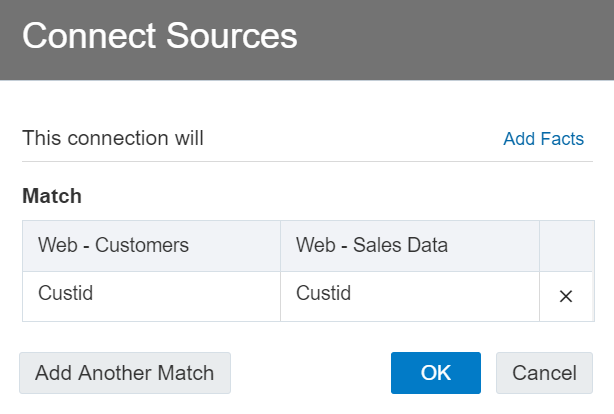 Connect Sources
This connection will Add Facts
Match
Web - Customers Web - Sales Data
Custid Custid ×
Add Another Match OK Cancel